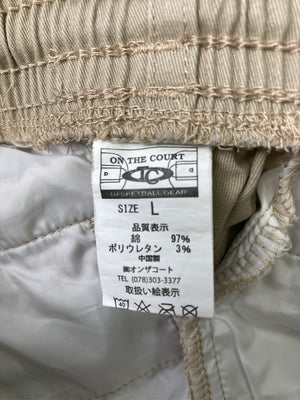 ON THE COURT
BASKETBALL GEAR
SIZE L
品質表示
綿 97%
ポリウレタン 3%
中国製
㈱オンザコート
TEL (078)303-3377
取扱い絵表示
40